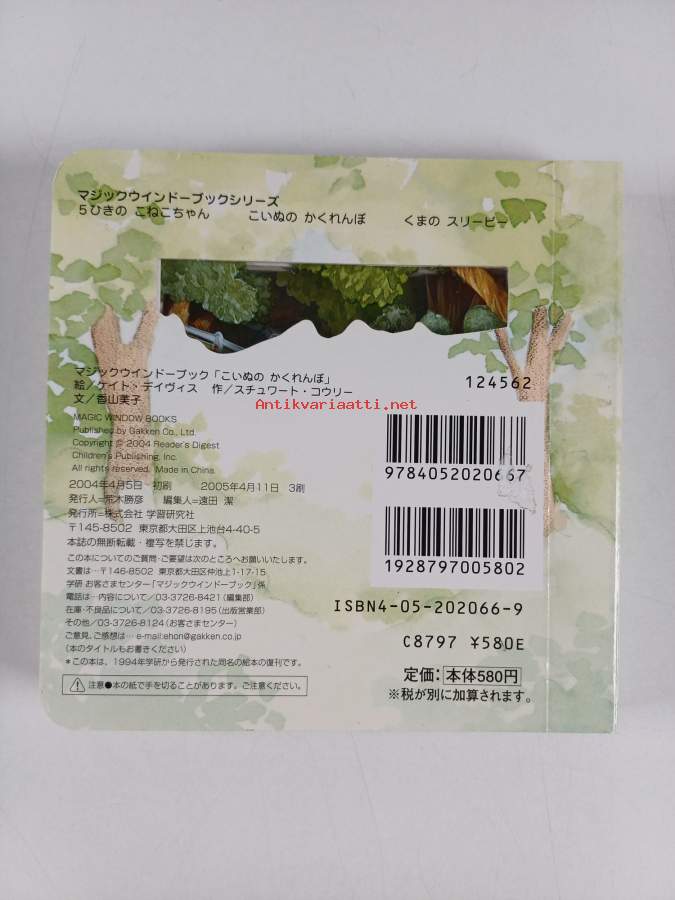 マジックウインドーブックシリーズ
5ひきの こねこちゃん こいぬの かくれんぼ くまの スリーピー
マジックウインドーブック「こいぬの かくれんぼ」
絵／ケイト・デイヴィス 作／スチュワート・コウリー
文／香山美子
MAGIC WINDOW BOOKS
Published by Gakken Co., Ltd.
Copyright © 2004 Reader's Digest
Children's Publishing, Inc.
All rights reserved. Made in China.
2004年4月5日 初刷 2005年4月11日 3刷
発行人=荒木勝彦 編集人=遠田 潔
発行所=株式会社 学習研究社
〒145-8502 東京都大田区上池台4-40-5
本誌の無断転載・複写を禁じます。
この本についてのご質問・ご要望は次のところへお願いいたします。
文書は…〒146-8502 東京都大田区仲池上1-17-15
学研 お客さまセンター「マジックウインドーブック」係
電話は…内容について／03-3726-8421(編集部)
在庫・不良品について／03-3726-8195(出版営業部)
その他／03-3726-8124(お客さまセンター)
ご意見、ご感想は… e-mail:ehon@gakken.co.jp
(本のタイトルもお書きください)
*この本は、1994年学研から発行された同名の絵本の復刊です。
注意●本の紙で手を切ることがあります。ご注意ください。
124562
Antikvariaatti.net
9784052020667
1928797005802
ISBN4-05-202066-9
C8797 ¥580E
定価：本体580円
※税が別に加算されます。